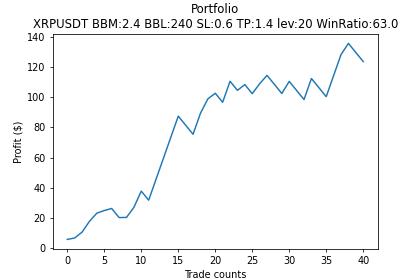 Portfolio
XRPUSDT BBM:2.4 BBL:240 SL:0.6 TP:1.4 lev:20 WinRatio:63.0
140
120
100
80
60
40
20
0
Profit ($)
0 5 10 15 20 25 30 35 40
Trade counts